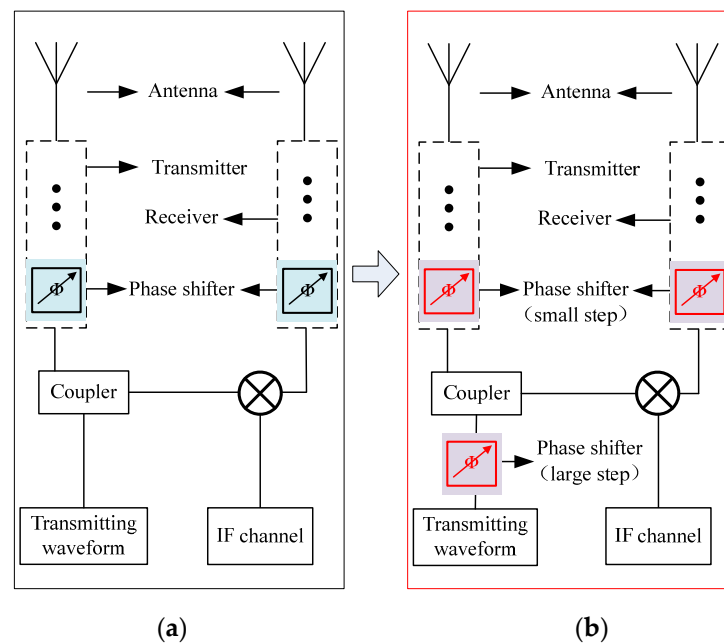 Antenna
Transmitter
Receiver
Φ
Phase shifter
Φ
Coupler
Transmitting
waveform
IF channel
(a)
Antenna
Transmitter
Receiver
Φ
Phase shifter
（small step）
Φ
Coupler
Φ
Phase shifter
（large step）
Transmitting
waveform
IF channel
(b)